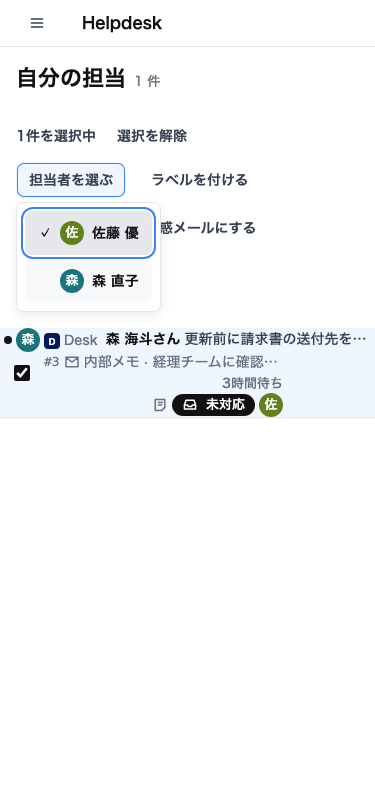 Helpdesk
自分の担当 1 件
1件を選択中 選択を解除
担当者を選ぶ ラベルを付ける
✓ 佐 佐藤 優
惑メールにする
森 森 直子
森 D Desk 森 海斗さん 更新前に請求書の送付先を…
#3 内部メモ · 経理チームに確認…
3時間待ち
未対応 佐